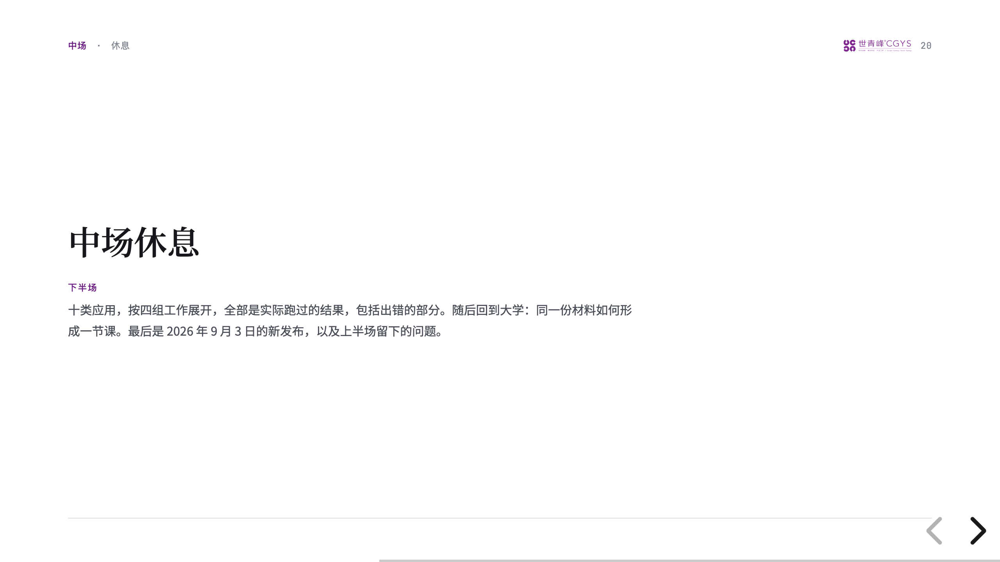 中场 · 休息
世青峰®CGYS 20
中场休息
下半场
十类应用，按四组工作展开，全部是实际跑过的结果，包括出错的部分。随后回到大学：同一份材料如何形
成一节课。最后是 2026 年 9 月 3 日的新发布，以及上半场留下的问题。